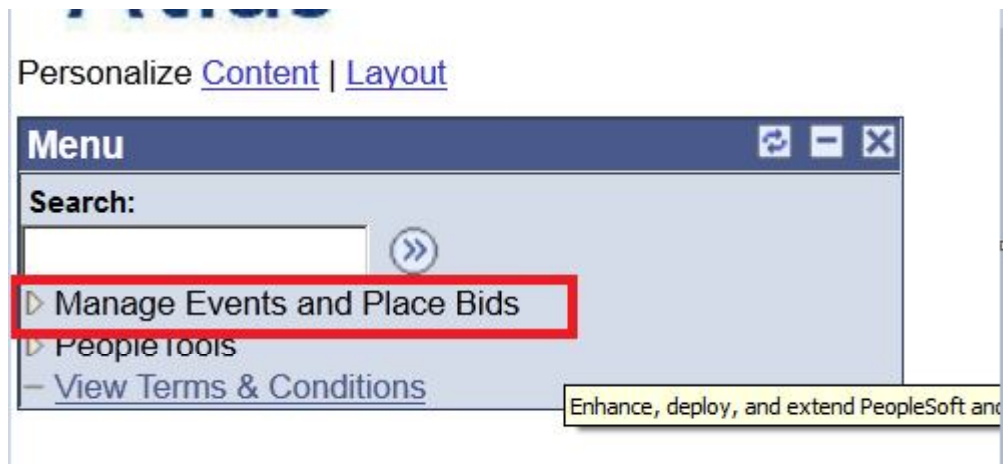 Personalize Content | Layout
Menu
Search:
Manage Events and Place Bids
PeopleTools
View Terms & Conditions
Enhance, deploy, and extend PeopleSoft and